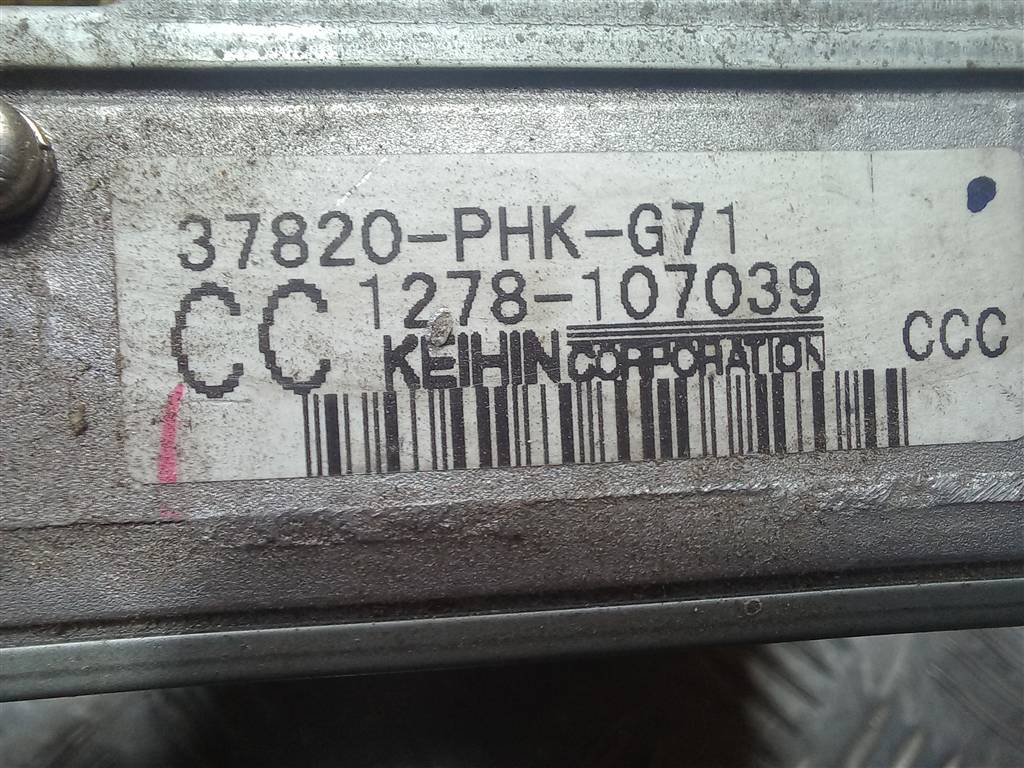 37820-PHK-G71
CC 1278-107039
KEIHIN CORPORATION CCC